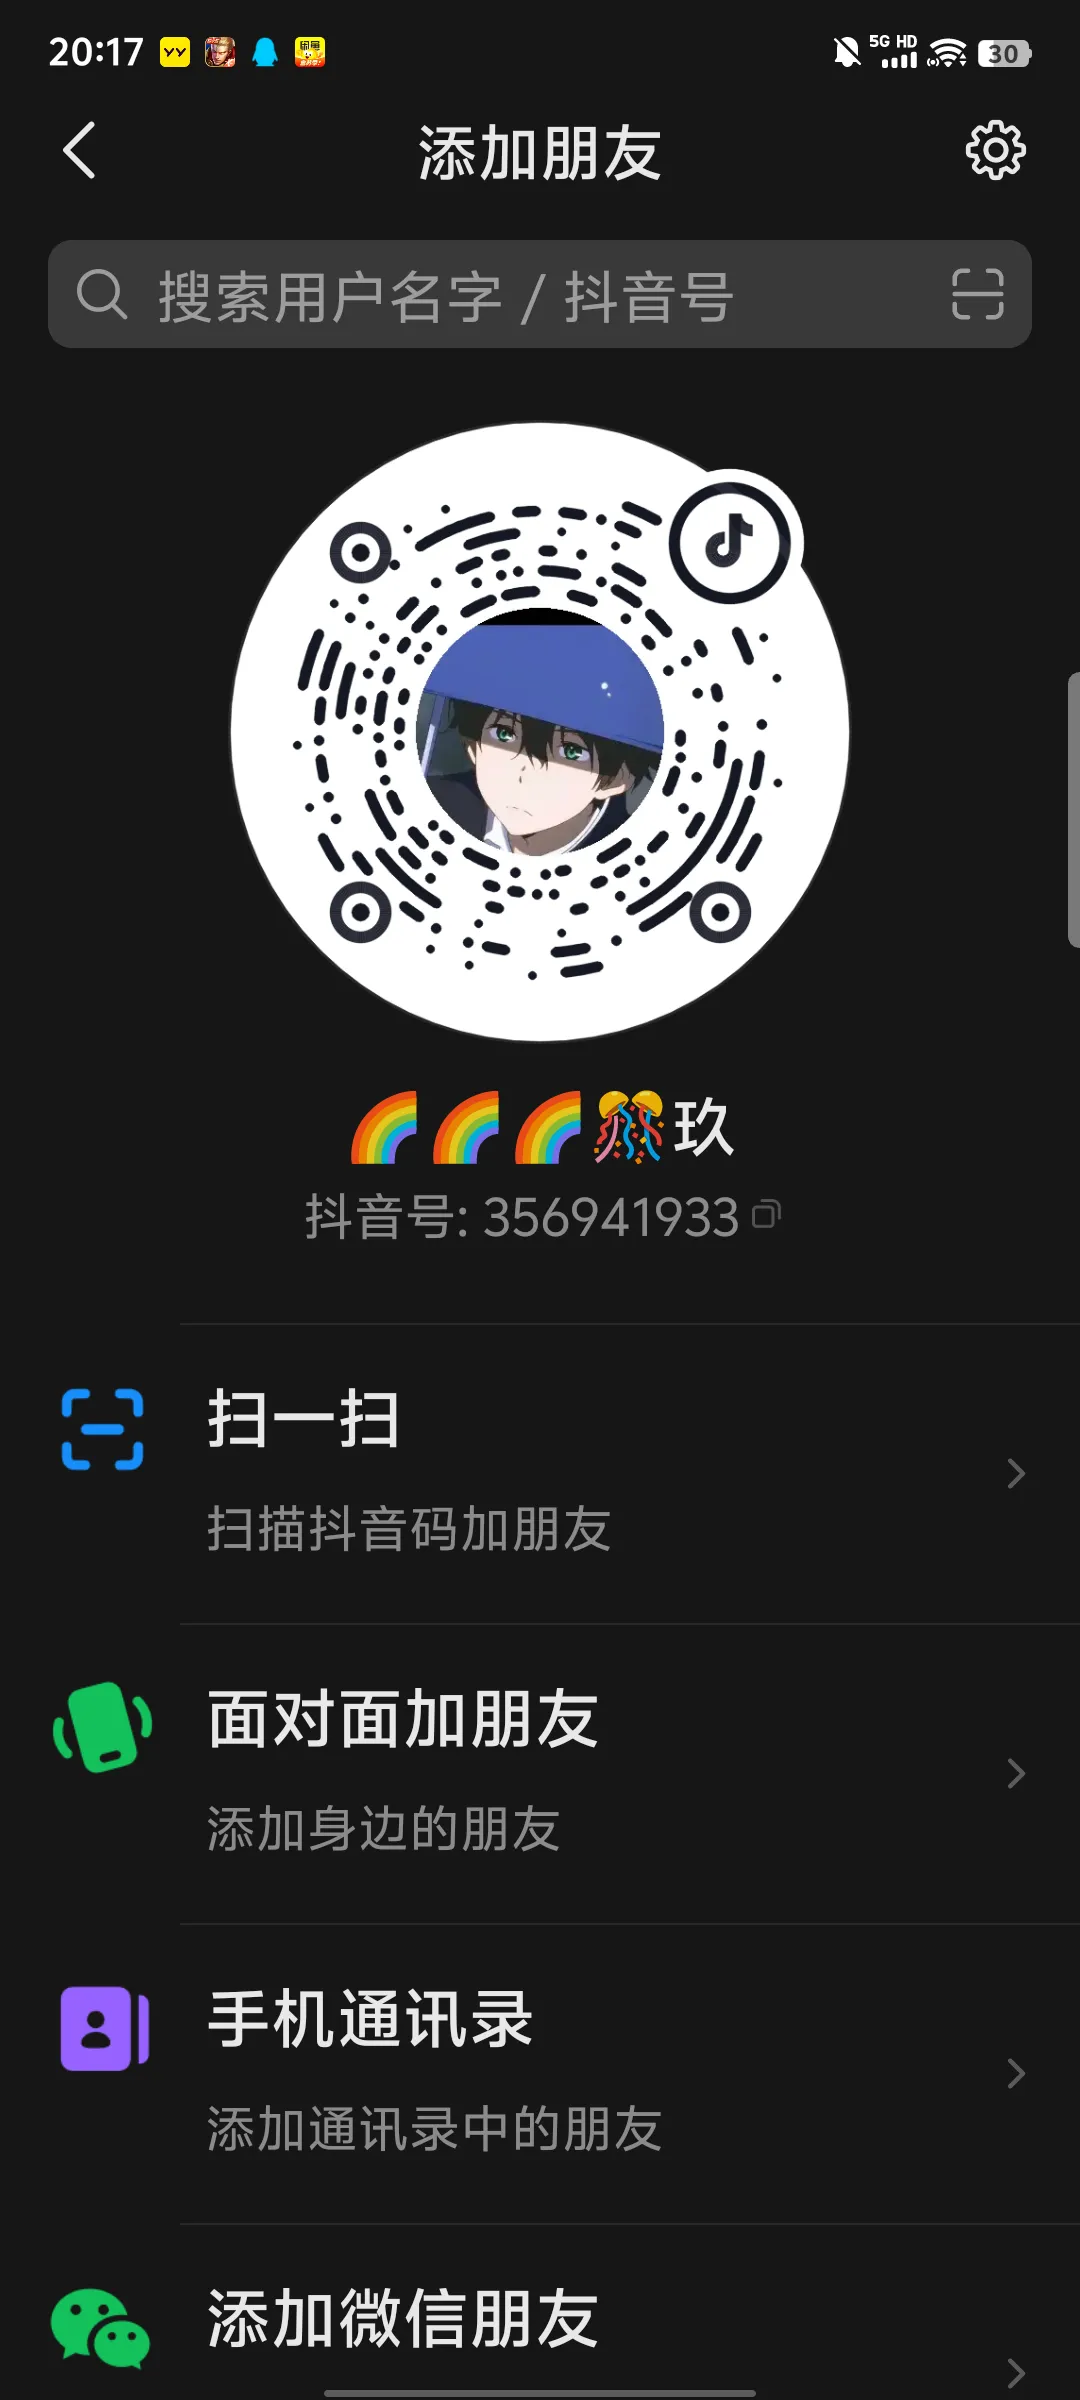 20:17 5G HD 30
添加朋友
搜索用户名字 / 抖音号
🌈🌈🌈🎊玖
抖音号: 356941933
扫一扫
扫描抖音码加朋友
面对面加朋友
添加身边的朋友
手机通讯录
添加通讯录中的朋友
添加微信朋友